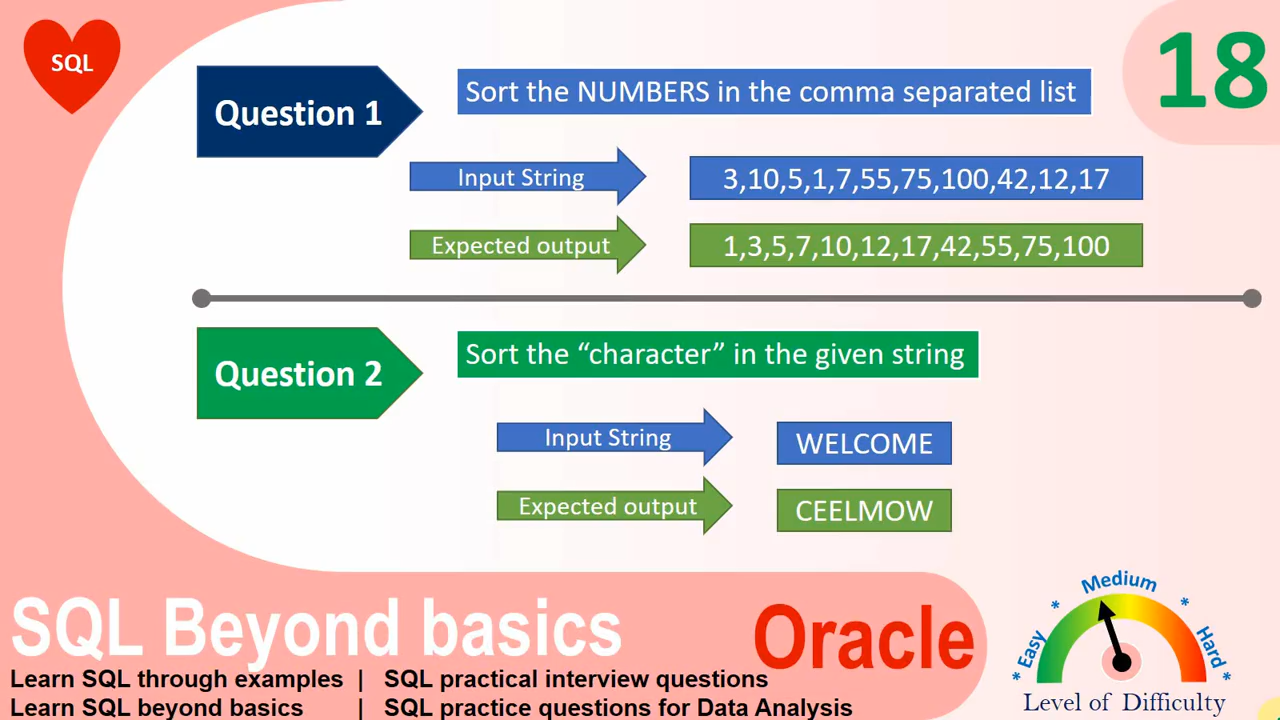 SQL
18
Question 1
Sort the NUMBERS in the comma separated list
Input String
3,10,5,1,7,55,75,100,42,12,17
Expected output
1,3,5,7,10,12,17,42,55,75,100
Question 2
Sort the “character” in the given string
Input String
WELCOME
Expected output
CEELMOW
SQL Beyond basics
Oracle
Learn SQL through examples | SQL practical interview questions
Learn SQL beyond basics | SQL practice questions for Data Analysis
* Easy * Medium * Hard *
Level of Difficulty